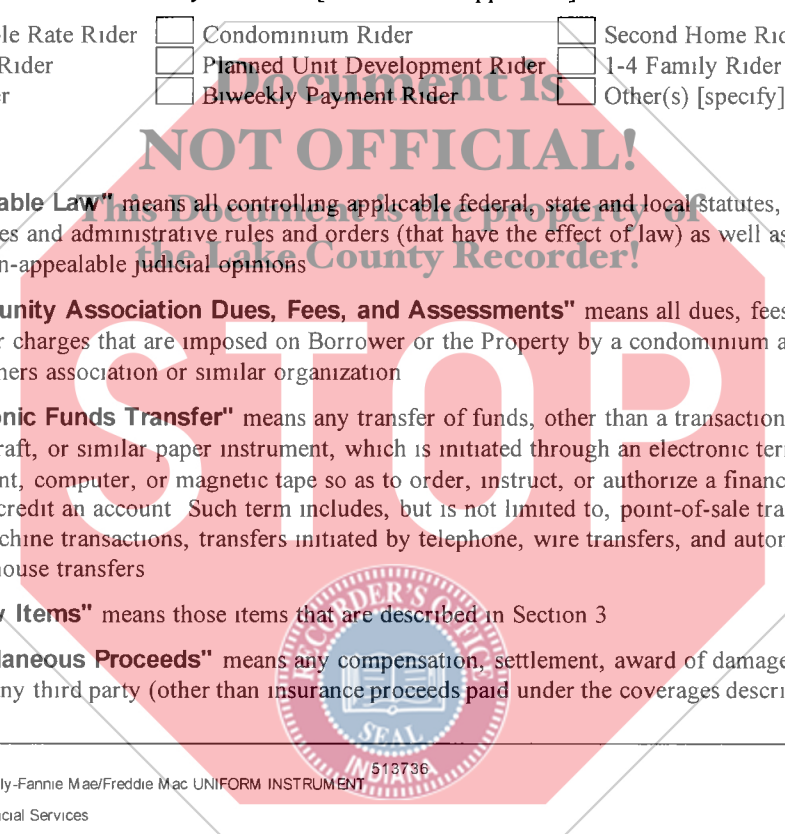 le Rate Rider Condominium Rider Second Home Rid
Rider Planned Unit Development Rider 1-4 Family Rider
er Biweekly Payment Rider Other(s) [specify]
Document is
NOT OFFICIAL!
This Document is the property of
the Lake County Recorder!
able Law" means all controlling applicable federal, state and local statutes,
es and administrative rules and orders (that have the effect of law) as well as
n-appealable judicial opinions
unity Association Dues, Fees, and Assessments" means all dues, fees
r charges that are imposed on Borrower or the Property by a condominium a
ners association or similar organization
STOP
onic Funds Transfer" means any transfer of funds, other than a transaction
raft, or similar paper instrument, which is initiated through an electronic ter
nt, computer, or magnetic tape so as to order, instruct, or authorize a financ
credit an account Such term includes, but is not limited to, point-of-sale tra
chine transactions, transfers initiated by telephone, wire transfers, and auto
house transfers
w Items" means those items that are described in Section 3
laneous Proceeds" means any compensation, settlement, award of damage
ny third party (other than insurance proceeds paid under the coverages descri
RECORDER'S OFFICE
SEAL
INDIANA
513736
ly-Fannie Mae/Freddie Mac UNIFORM INSTRUMENT
ncial Services